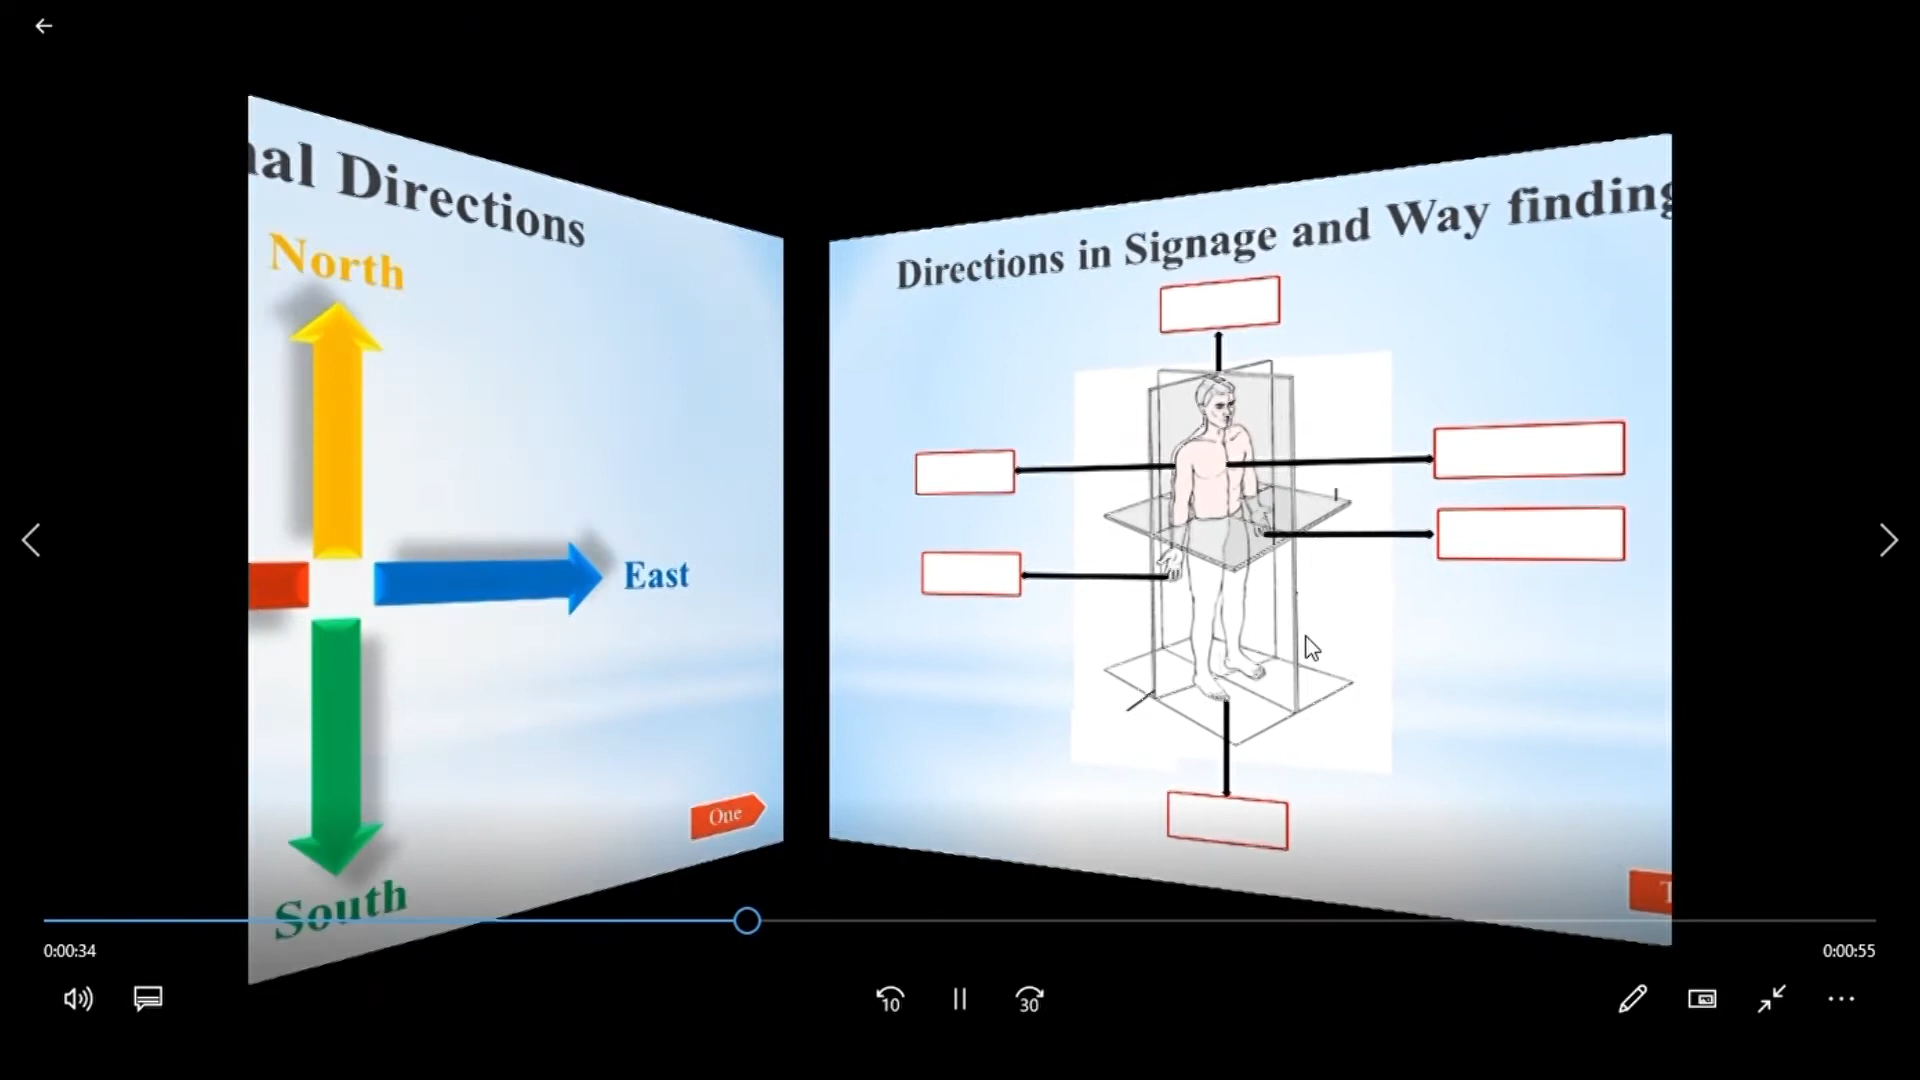 Directions
North
East
South
One
Directions in Signage and Way finding
0:00:34
0:00:55
10
30